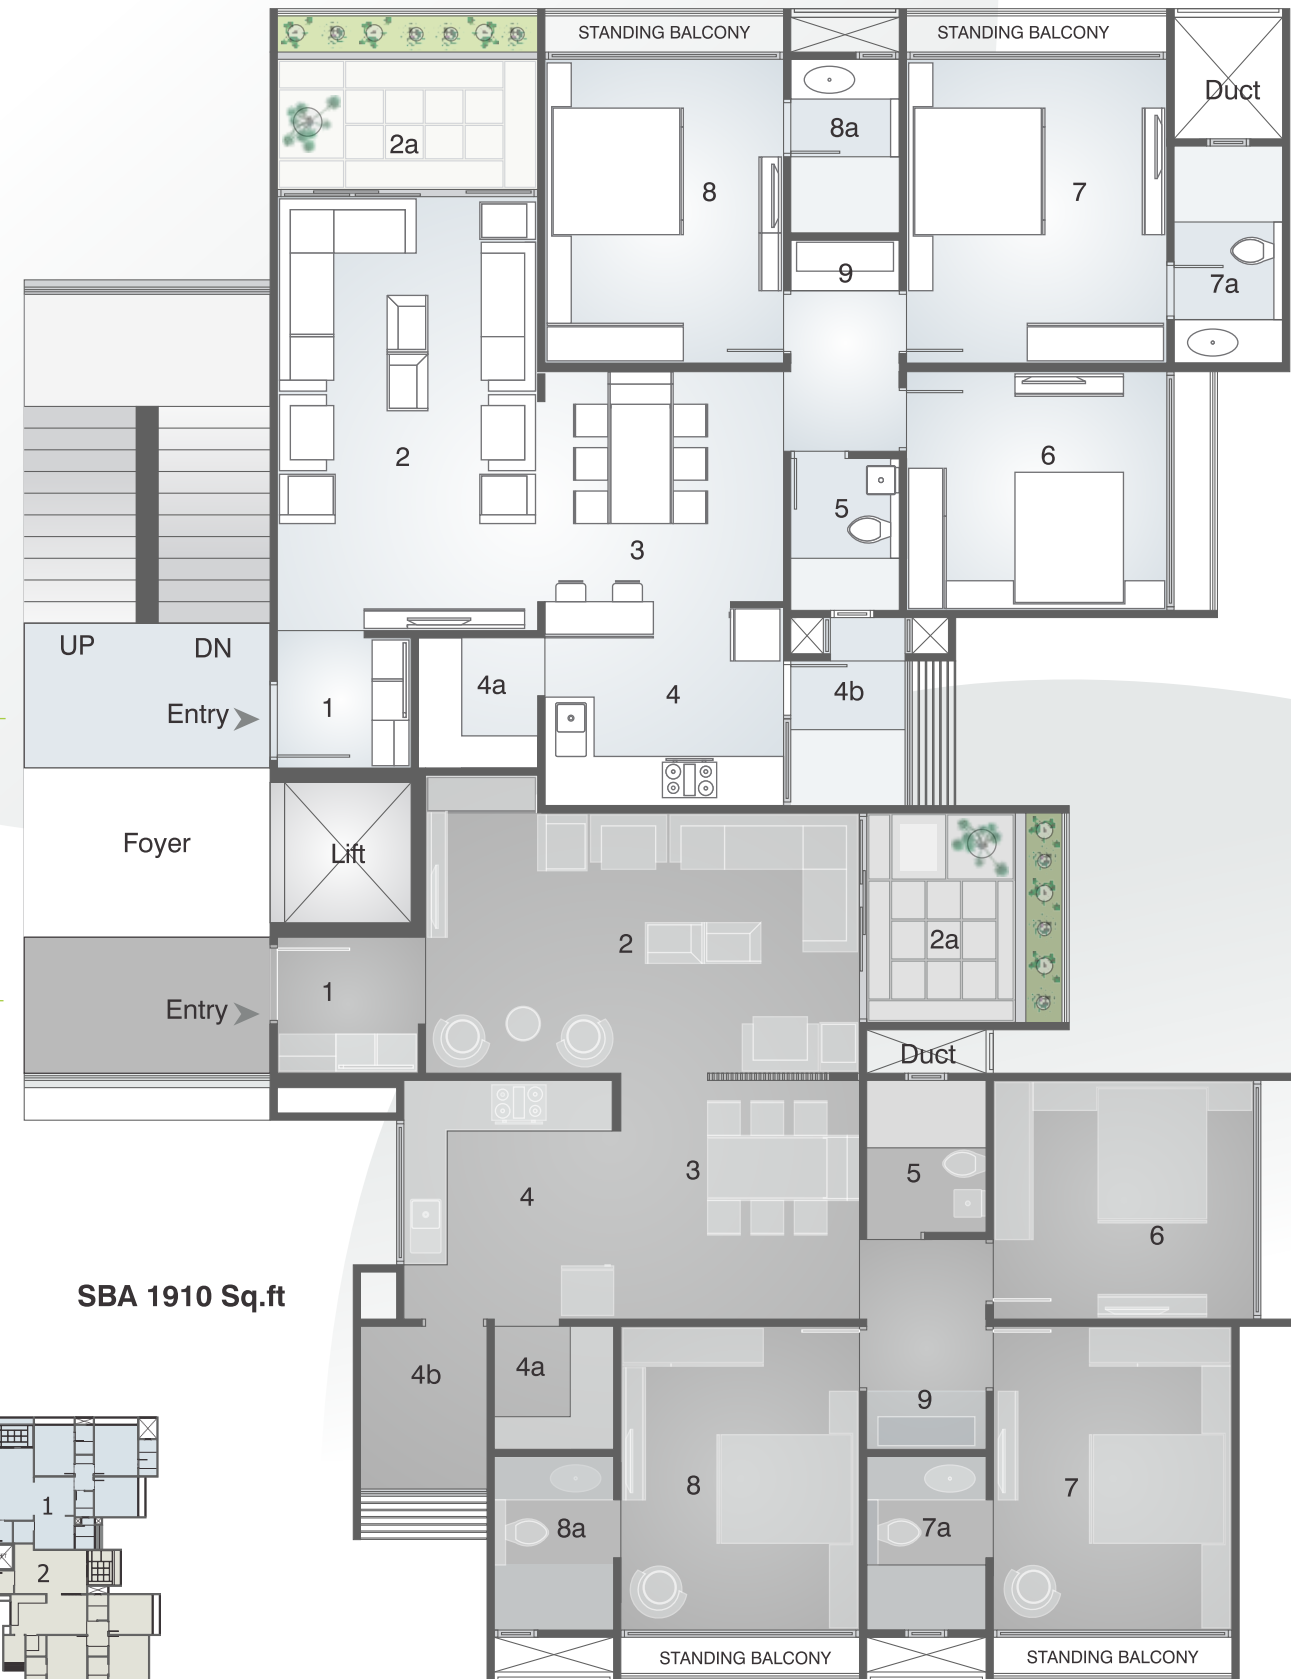 STANDING BALCONY
STANDING BALCONY
Duct
2a
8a
8
7
9
7a
2
6
5
3
UP
DN
4a
4
4b
1
Entry
Foyer
Lift
2
2a
1
Entry
Duct
3
5
4
6
SBA 1910 Sq.ft
4b
4a
9
8
7
8a
7a
1
2
STANDING BALCONY
STANDING BALCONY